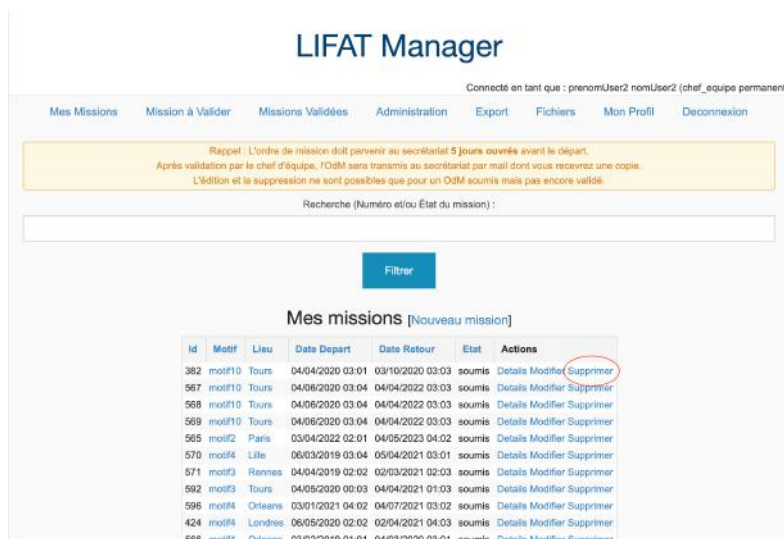 LIFAT Manager
Connecté en tant que : prenomUser2 nomUser2 (chef_equipe permanent
Mes Missions Mission à Valider Missions Validées Administration Export Fichiers Mon Profil Deconnexion
Rappel : L'ordre de mission doit parvenir au secrétariat 5 jours ouvrés avant le départ.
Après validation par le chef d'équipe, l'OdM sera transmis au secrétariat par mail dont vous recevrez une copie.
L'édition et la suppression ne sont possibles que pour un OdM soumis mais pas encore validé.
Recherche (Numéro et/ou État du mission) :
Filtrer
Mes missions [Nouveau mission]
Id Motif Lieu Date Depart Date Retour Etat Actions
382 motif10 Tours 04/04/2020 03:01 03/10/2020 03:03 soumis Details Modifier Supprimer
567 motif10 Tours 04/06/2020 03:04 04/04/2022 03:03 soumis Details Modifier Supprimer
568 motif10 Tours 04/06/2020 03:04 04/04/2022 03:03 soumis Details Modifier Supprimer
569 motif10 Tours 04/06/2020 03:04 04/04/2022 03:03 soumis Details Modifier Supprimer
565 motif2 Paris 03/04/2022 02:01 04/05/2023 04:02 soumis Details Modifier Supprimer
570 motif4 Lille 06/03/2019 03:04 05/04/2021 03:01 soumis Details Modifier Supprimer
571 motif3 Rennes 04/04/2019 02:02 02/03/2021 02:03 soumis Details Modifier Supprimer
592 motif3 Tours 04/05/2020 00:03 04/04/2021 01:03 soumis Details Modifier Supprimer
596 motif4 Orleans 03/01/2021 04:02 04/07/2021 03:02 soumis Details Modifier Supprimer
424 motif4 Londres 06/05/2020 02:02 02/04/2021 04:03 soumis Details Modifier Supprimer
motif4 Orleans soumis Details Modifier Supprimer